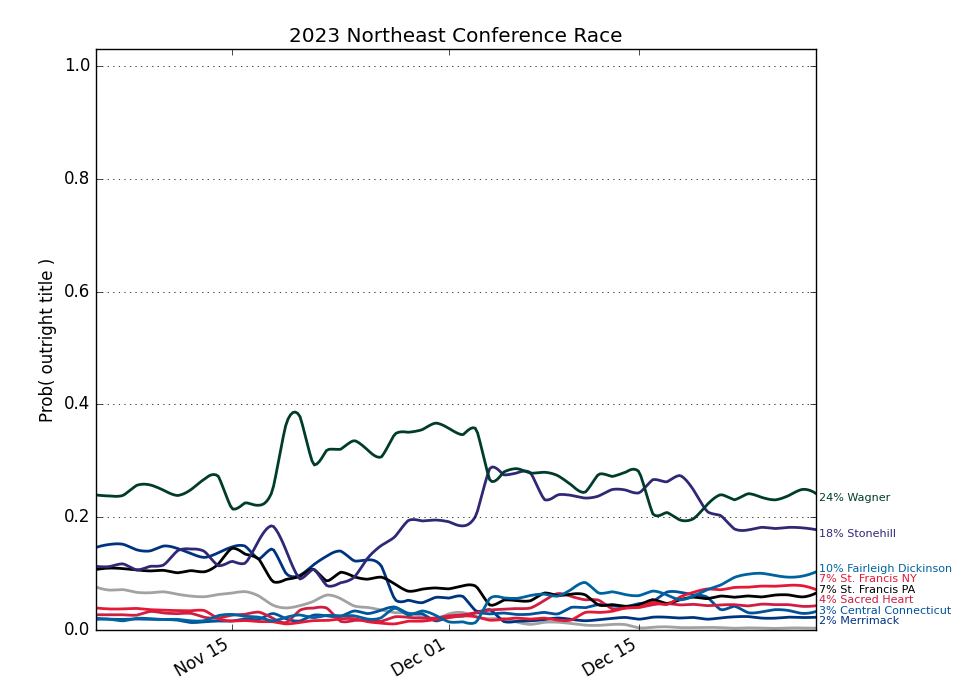 2023 Northeast Conference Race
1.0
0.8
0.6
0.4
0.2
0.0
Prob( outright title )
Nov 15
Dec 01
Dec 15
24% Wagner
18% Stonehill
10% Fairleigh Dickinson
7% St. Francis NY
7% St. Francis PA
4% Sacred Heart
3% Central Connecticut
2% Merrimack